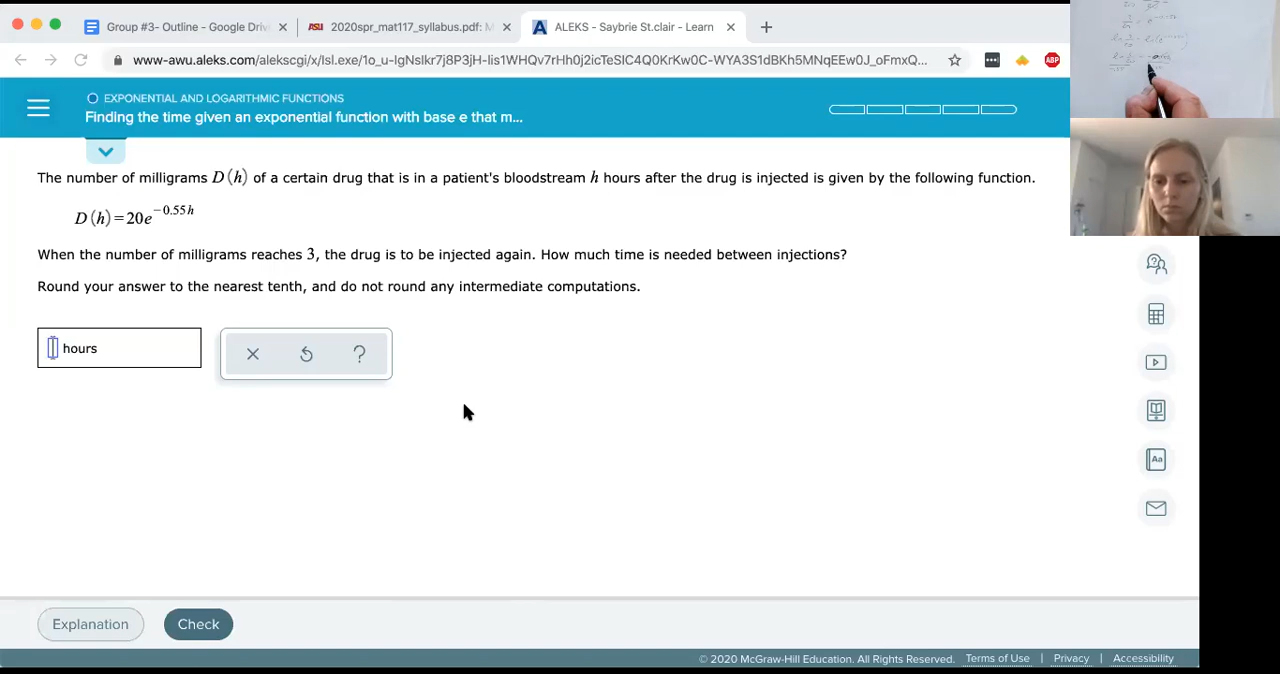 Group #3- Outline - Google Driv
ASU 2020spr_mat117_syllabus.pdf: M
A ALEKS - Saybrie St.clair - Learn
www-awu.aleks.com/alekscgi/x/lsl.exe/1o_u-IgNslkr7j8P3jH-lis1WHQv7rHh0j2icTeSIC4Q0KrKw0C-WYA3S1dBKh5MNqEEw0J_oFmxQ...
ABP
EXPONENTIAL AND LOGARITHMIC FUNCTIONS
Finding the time given an exponential function with base e that m...
The number of milligrams D(h) of a certain drug that is in a patient's bloodstream h hours after the drug is injected is given by the following function.
D(h)=20e^−0.55h
When the number of milligrams reaches 3, the drug is to be injected again. How much time is needed between injections?
Round your answer to the nearest tenth, and do not round any intermediate computations.
hours
× ?
Aa
Explanation
Check
© 2020 McGraw-Hill Education. All Rights Reserved. Terms of Use | Privacy | Accessibility